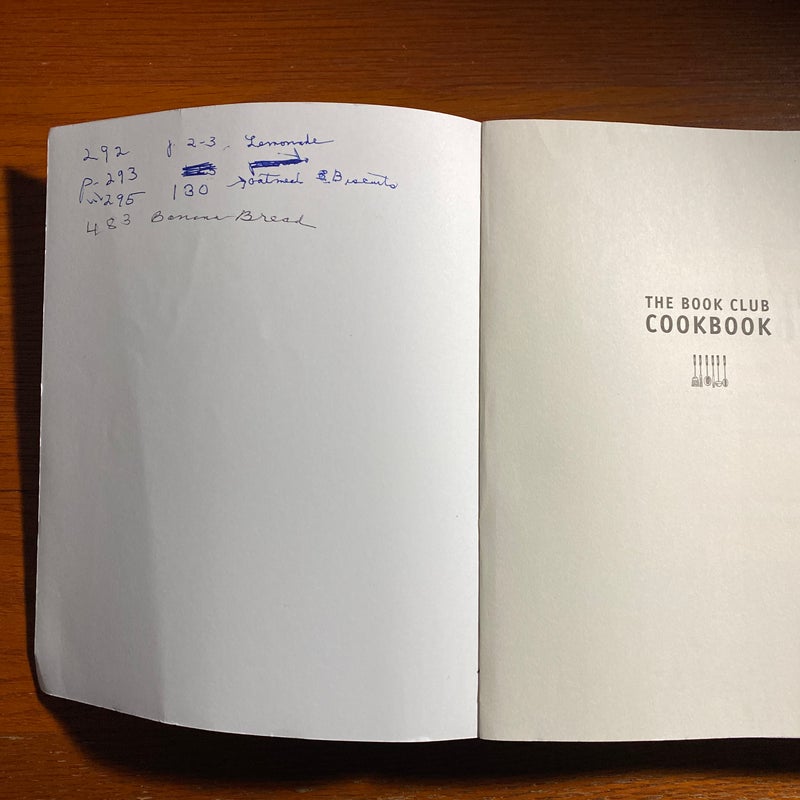 292 p. 2-3. Lemonade
p. 293
295 130 oatmeal Biscuits
483 Banana Bread
THE BOOK CLUB
COOKBOOK